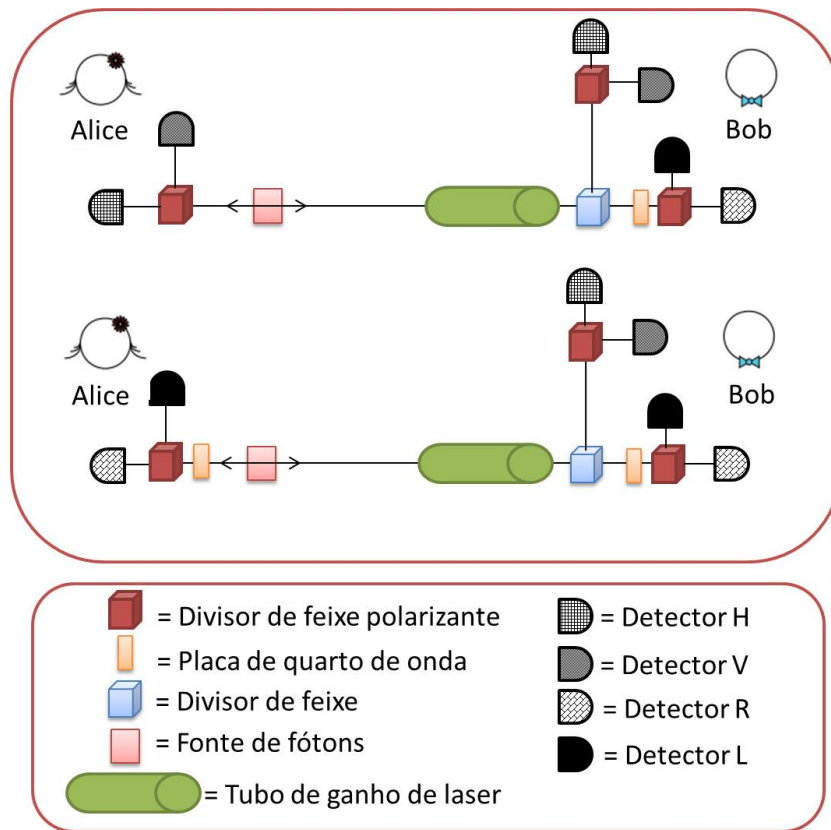 Alice
Bob
Alice
Bob
= Divisor de feixe polarizante
= Placa de quarto de onda
= Divisor de feixe
= Fonte de fótons
= Tubo de ganho de laser
= Detector H
= Detector V
= Detector R
= Detector L